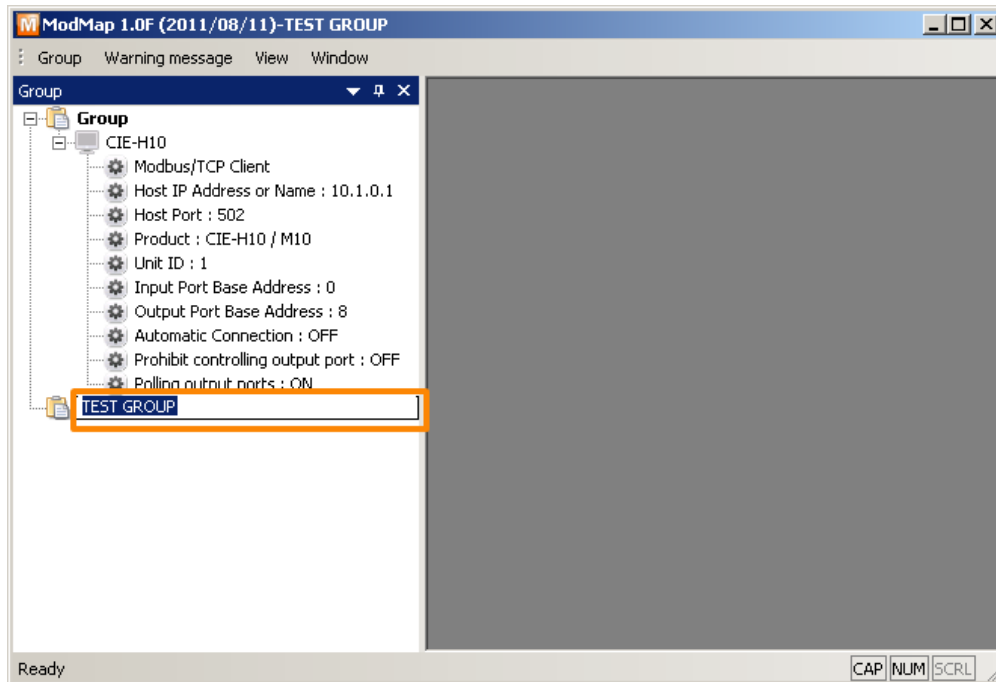 ModMap 1.0F (2011/08/11)-TEST GROUP
Group Warning message View Window
Group
Group
CIE-H10
Modbus/TCP Client
Host IP Address or Name : 10.1.0.1
Host Port : 502
Product : CIE-H10 / M10
Unit ID : 1
Input Port Base Address : 0
Output Port Base Address : 8
Automatic Connection : OFF
Prohibit controlling output port : OFF
Polling output ports : ON
TEST GROUP
Ready CAP NUM SCRL